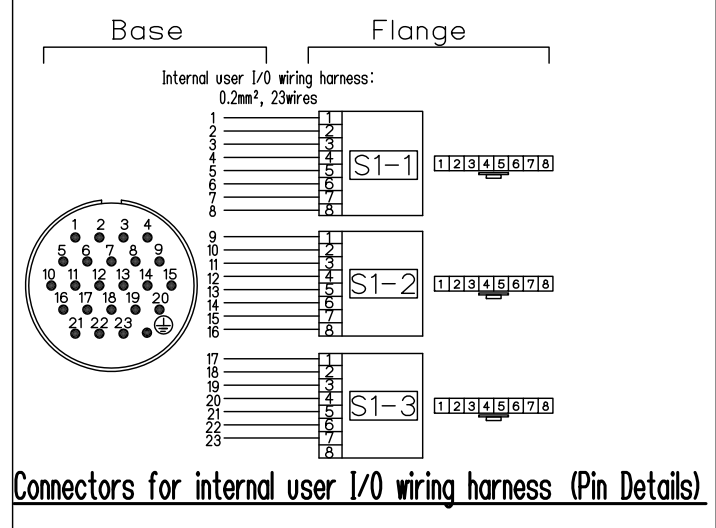 Base Flange
Internal user I/O wiring harness:
0.2mm², 23wires
1 1
2 2
3 3
4 4
5 5
6 6
7 7
8 8
S1-1
1 2 3 4 5 6 7 8
9 1
10 2
11 3
12 4
13 5
14 6
15 7
16 8
S1-2
1 2 3 4 5 6 7 8
17 1
18 2
19 3
20 4
21 5
22 6
23 7
8
S1-3
1 2 3 4 5 6 7 8
1 2 3 4
5 6 7 8 9
10 11 12 13 14 15
16 17 18 19 20
21 22 23
Connectors for internal user I/O wiring harness (Pin Details)